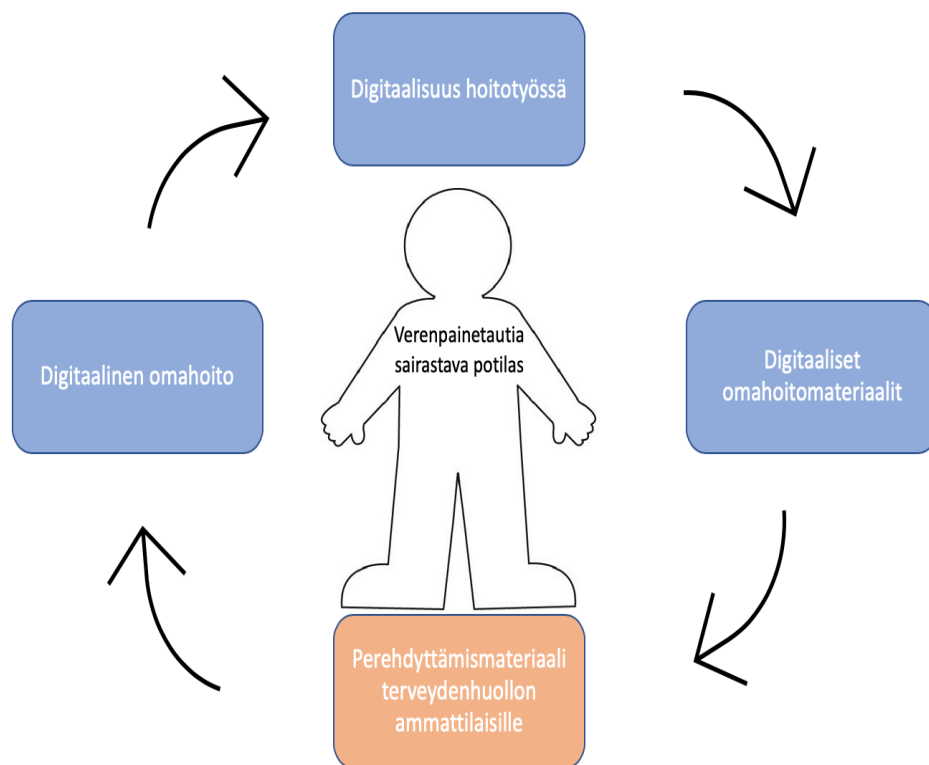 Digitaalisuus hoitotyössä
Verenpainetautia
sairastava potilas
Digitaalinen omahoito
Digitaaliset
omahoitomateriaalit
Perehdyttämismateriaali
terveydenhuollon
ammattilaisille